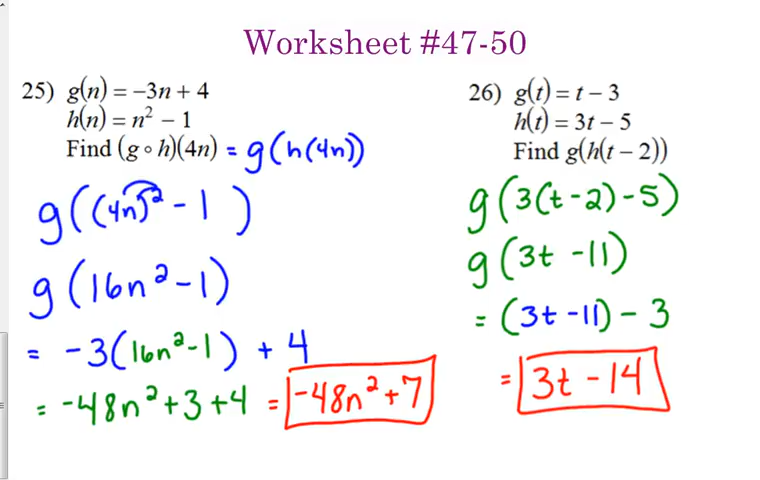 Worksheet #47-50
25) g(n) = −3n + 4
h(n) = n² − 1
Find (g ∘ h)(4n) = g(h(4n))
g((4n)² − 1)
g(16n² − 1)
= −3(16n² − 1) + 4
= −48n² + 3 + 4 = −48n² + 7
26) g(t) = t − 3
h(t) = 3t − 5
Find g(h(t − 2))
g(3(t − 2) − 5)
g(3t − 11)
= (3t − 11) − 3
= 3t − 14